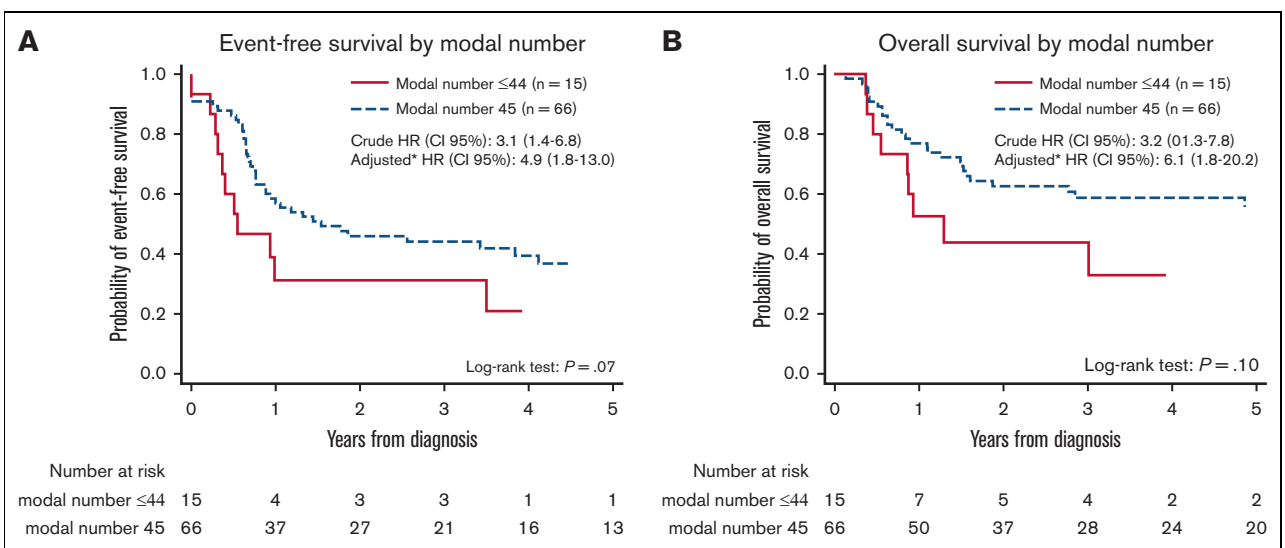 A
Event-free survival by modal number
Probability of event-free survival
1.0
0.8
0.6
0.4
0.2
0.0
Modal number ≤44 (n = 15)
Modal number 45 (n = 66)
Crude HR (CI 95%): 3.1 (1.4-6.8)
Adjusted* HR (CI 95%): 4.9 (1.8-13.0)
Log-rank test: P = .07
0 1 2 3 4 5
Years from diagnosis
Number at risk
modal number ≤44 15 4 3 3 1 1
modal number 45 66 37 27 21 16 13
B
Overall survival by modal number
Probability of overall survival
1.0
0.8
0.6
0.4
0.2
0.0
Modal number ≤44 (n = 15)
Modal number 45 (n = 66)
Crude HR (CI 95%): 3.2 (01.3-7.8)
Adjusted* HR (CI 95%): 6.1 (1.8-20.2)
Log-rank test: P = .10
0 1 2 3 4 5
Years from diagnosis
Number at risk
modal number ≤44 15 7 5 4 2 2
modal number 45 66 50 37 28 24 20